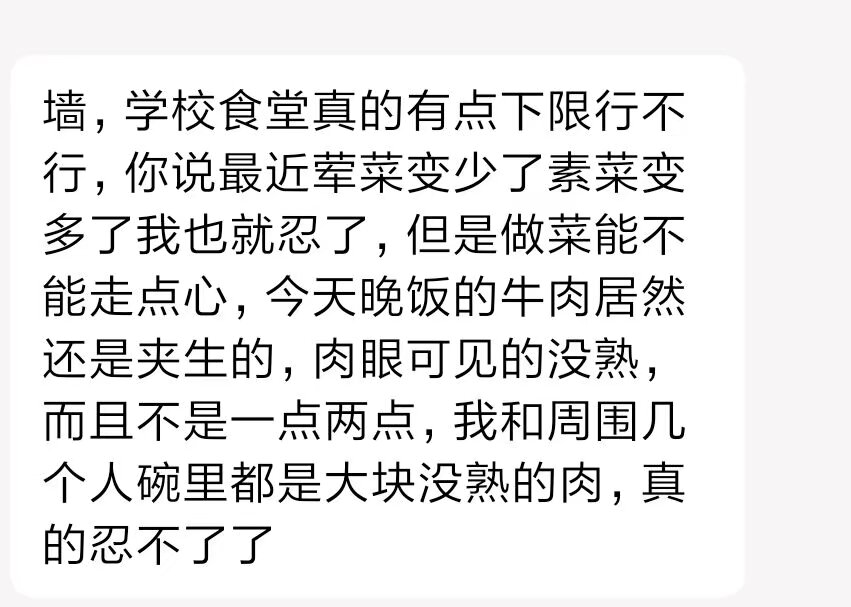 墙，学校食堂真的有点下限行不
行，你说最近荤菜变少了素菜变
多了我也就忍了，但是做菜能不
能走点心，今天晚饭的牛肉居然
还是夹生的，肉眼可见的没熟，
而且不是一点两点，我和周围几
个人碗里都是大块没熟的肉，真
的忍不了了